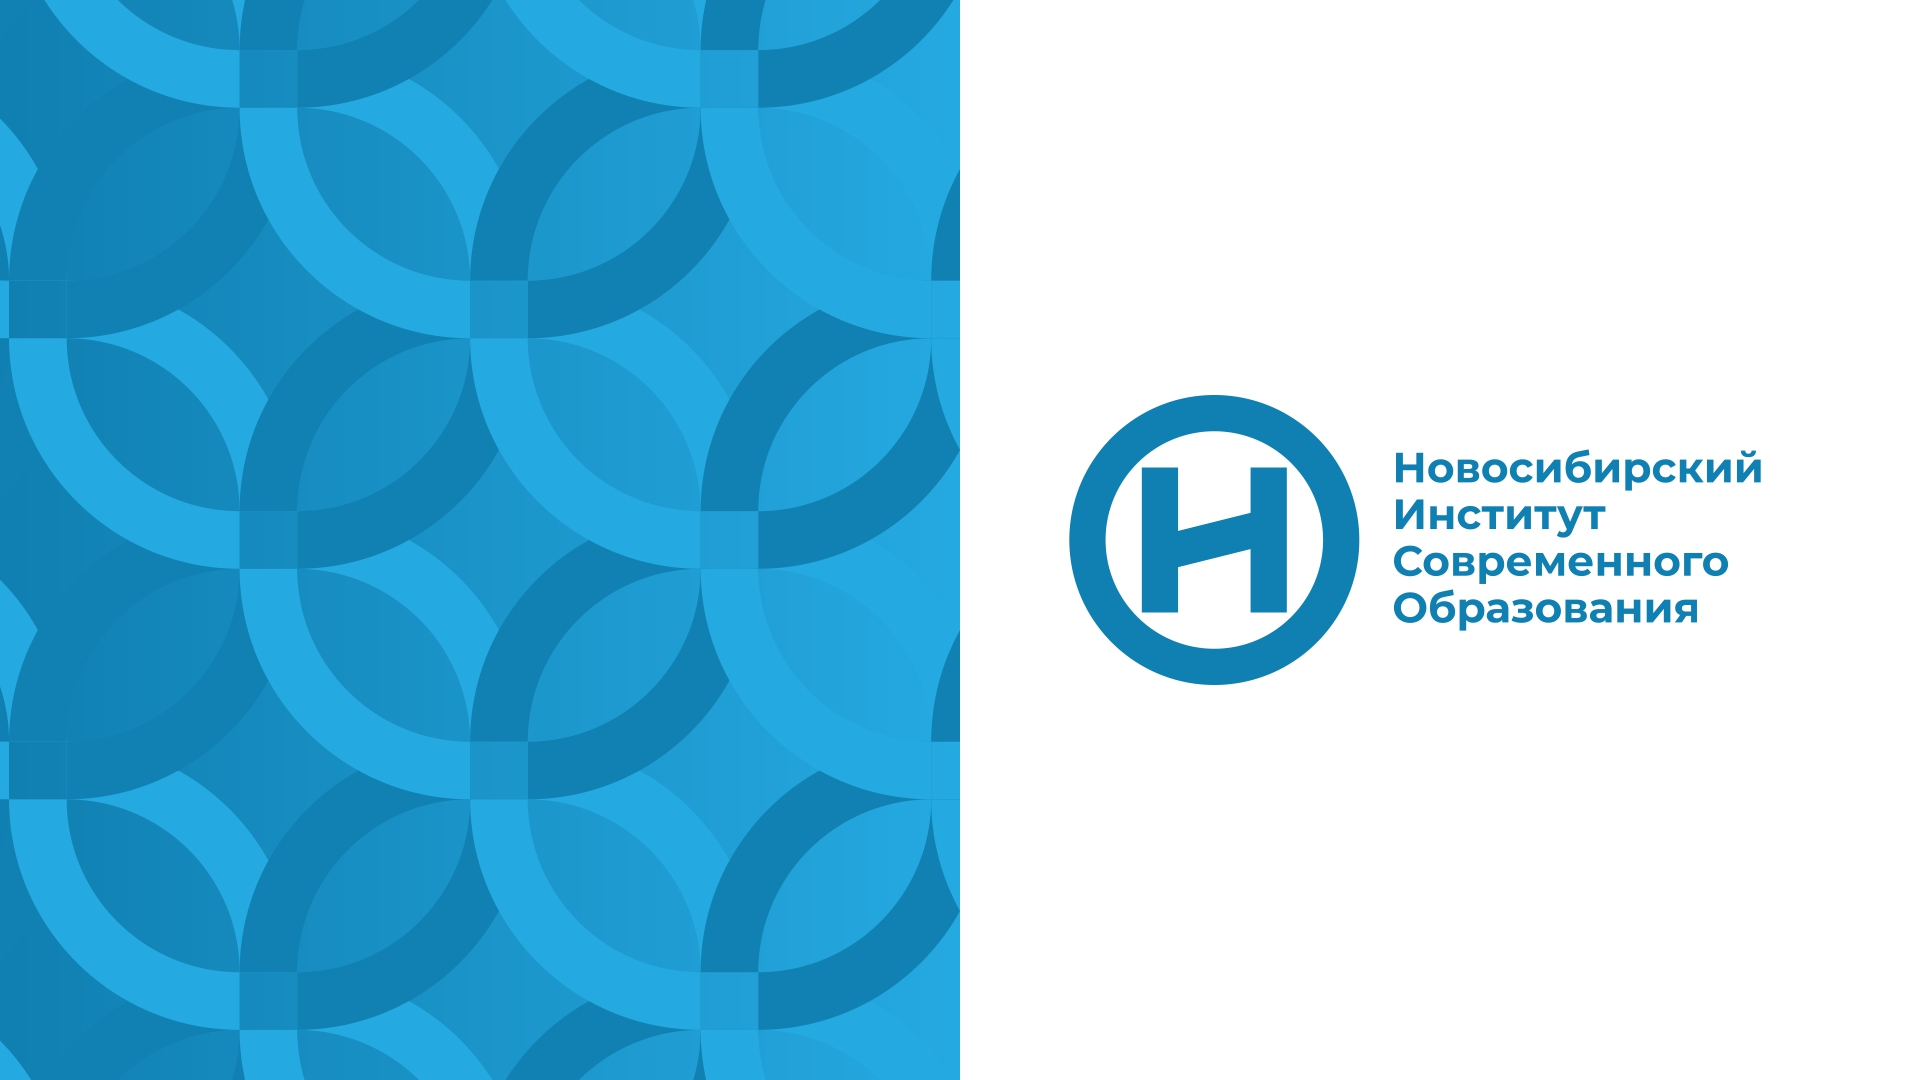 Н
Новосибирский
Институт
Современного
Образования